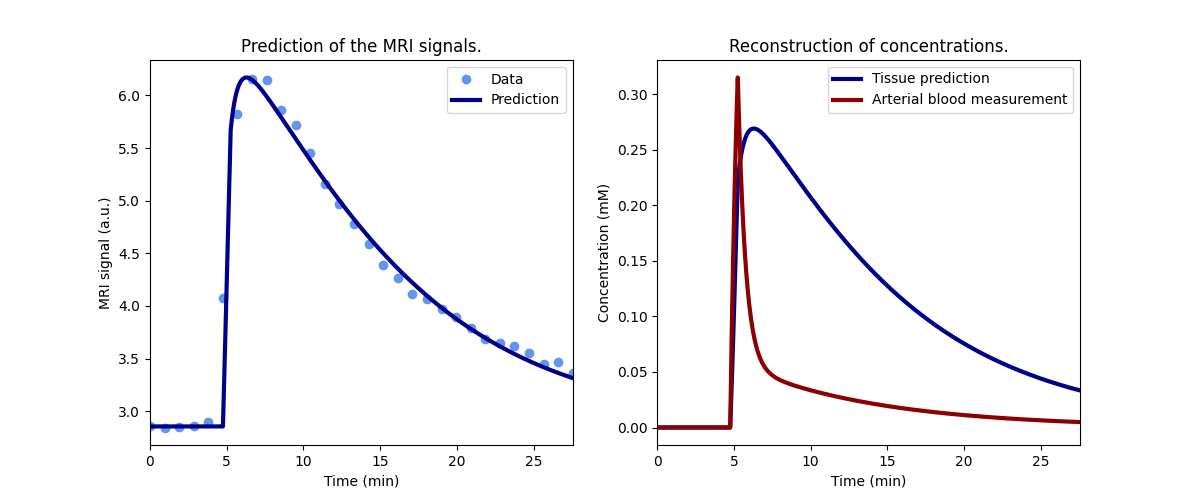 Prediction of the MRI signals.
MRI signal (a.u.)
6.0
5.5
5.0
4.5
4.0
3.5
3.0
Data
Prediction
0 5 10 15 20 25
Time (min)
Reconstruction of concentrations.
Concentration (mM)
0.30
0.25
0.20
0.15
0.10
0.05
0.00
Tissue prediction
Arterial blood measurement
0 5 10 15 20 25
Time (min)